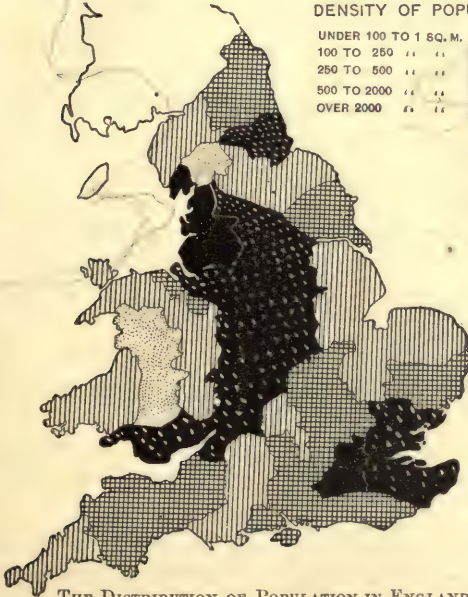 DENSITY OF POPU
UNDER 100 TO 1 SQ. M.
100 TO 250 " "
250 TO 500 " "
500 TO 2000 " "
OVER 2000 " "
THE DISTRIBUTION OF POPULATION IN ENGLAND